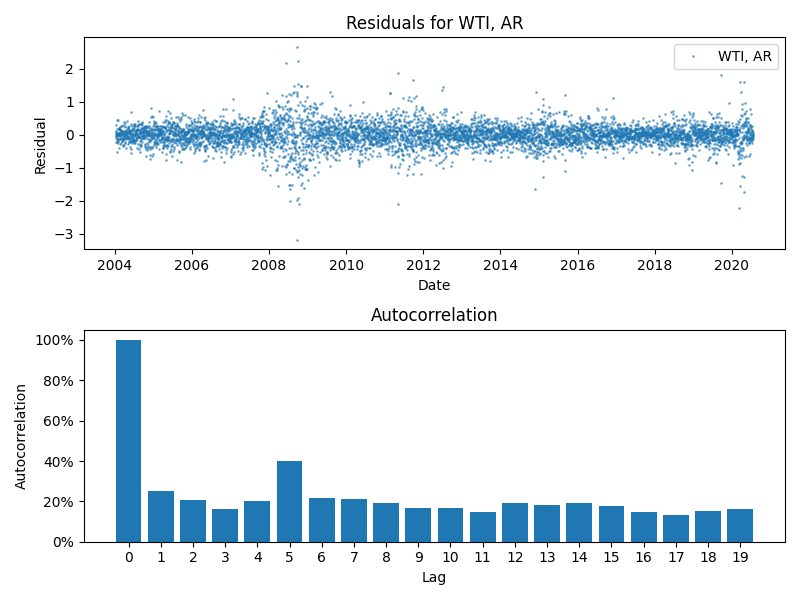 Residuals for WTI, AR
WTI, AR
2
1
0
−1
−2
−3
Residual
2004 2006 2008 2010 2012 2014 2016 2018 2020
Date
Autocorrelation
100%
80%
60%
40%
20%
0%
Autocorrelation
0 1 2 3 4 5 6 7 8 9 10 11 12 13 14 15 16 17 18 19
Lag